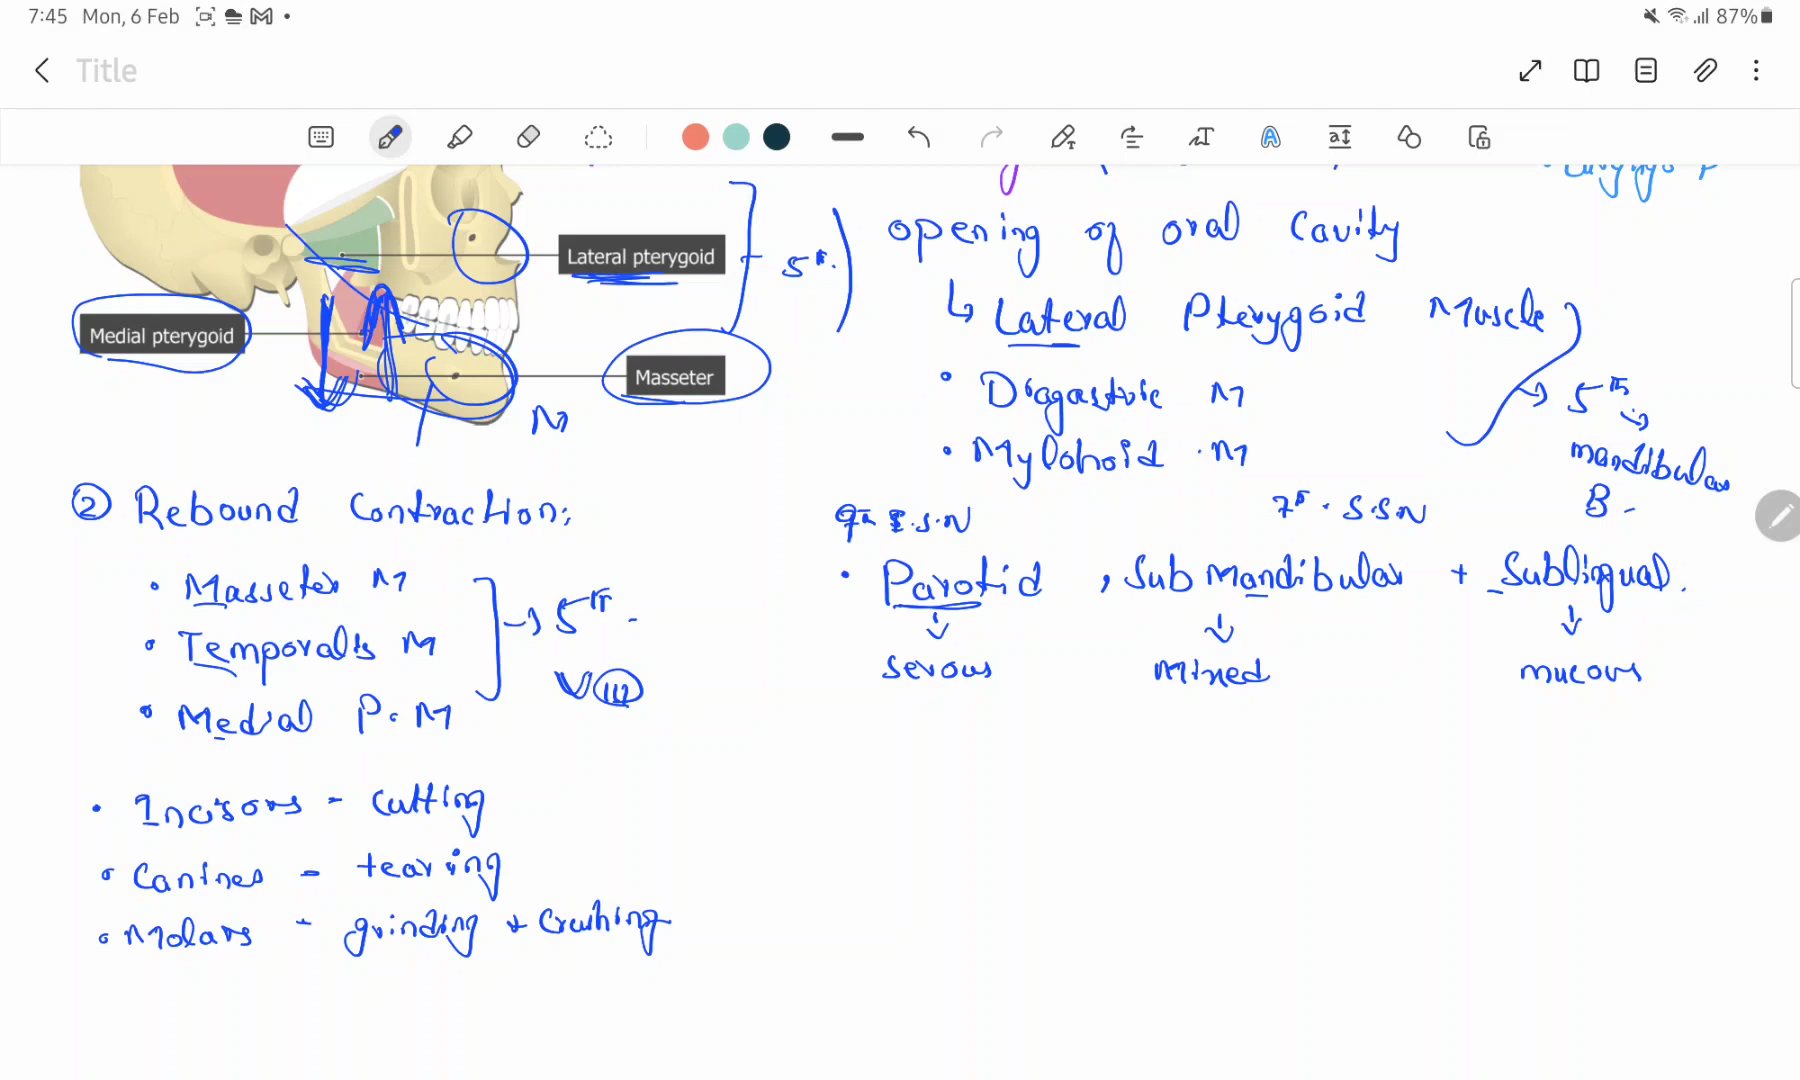 7:45 Mon, 6 Feb
87%
Title
Lateral pterygoid
Medial pterygoid
Masseter
5th.
M
opening of oral Cavity
↳ Lateral Pterygoid Muscle
• Diagastric M
• Mylohoid . M
→ 5th
mandibular
B -
② Rebound Contraction:
• Masseter M
• Temporalis M
• Medial P. M
→ 5th -
V(III)
9th I.S.N
7th . S.S.N
• Parotid , Sub Mandibular + Sublingual.
serous
mixed
mucous
• Incisors - cutting
• Canines - tearing
• Molars - grinding + Crushing